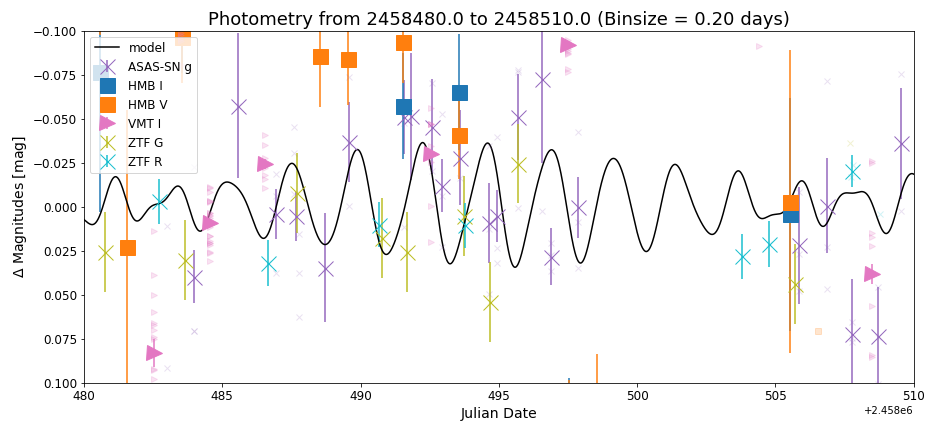 Photometry from 2458480.0 to 2458510.0 (Binsize = 0.20 days)
Δ Magnitudes [mag]
−0.100
−0.075
−0.050
−0.025
0.000
0.025
0.050
0.075
0.100
model
ASAS-SN g
HMB I
HMB V
VMT I
ZTF G
ZTF R
480 485 490 495 500 505 510
+2.458e6
Julian Date